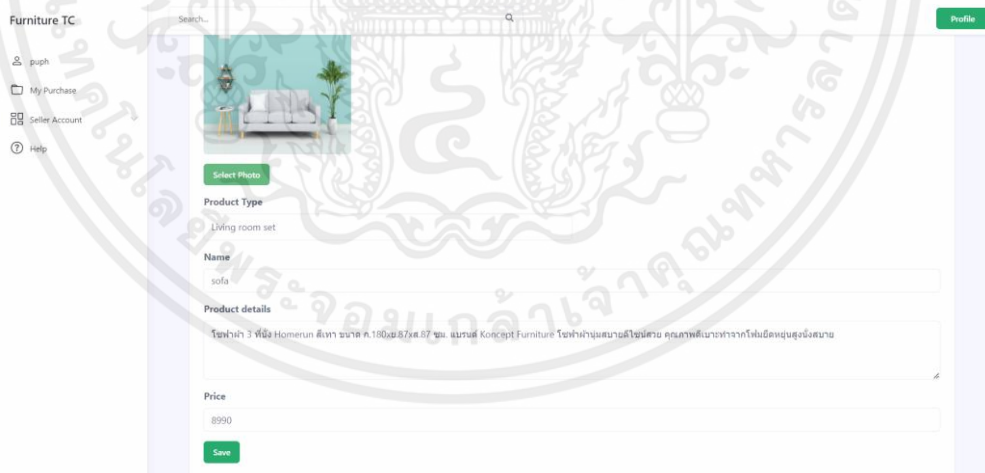 Furniture TC
Search...
Profile
puph
My Purchase
Seller Account
Help
Select Photo
Product Type
Living room set
Name
sofa
Product details
โซฟาผ้า 3 ที่นั่ง Homerun สีเทา ขนาด ก.180xย.87xส.87 ซม. แบรนด์ Koncept Furniture โซฟาผ้านุ่มสบายดีไซน์สวย คุณภาพดีเบาะทำจากโฟมยืดหยุ่นสูงนั่งสบาย
Price
8990
Save